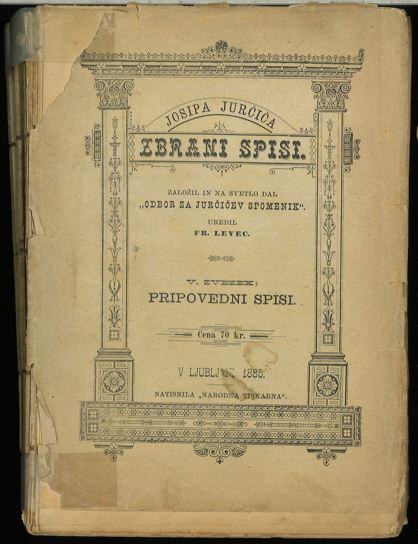 JOSIPA JURČIČA
ZBRANI SPISI.
ZALOŽIL IN NA SVETLO DAL
„ODBOR ZA JURČIČEV SPOMENIK“.
UREDIL
FR. LEVEC.
V. ZVEZEK:
PRIPOVEDNI SPISI.
Cena 70 kr.
V LJUBLJANI 1885.
NATISNILA „NARODNA TISKARNA“.